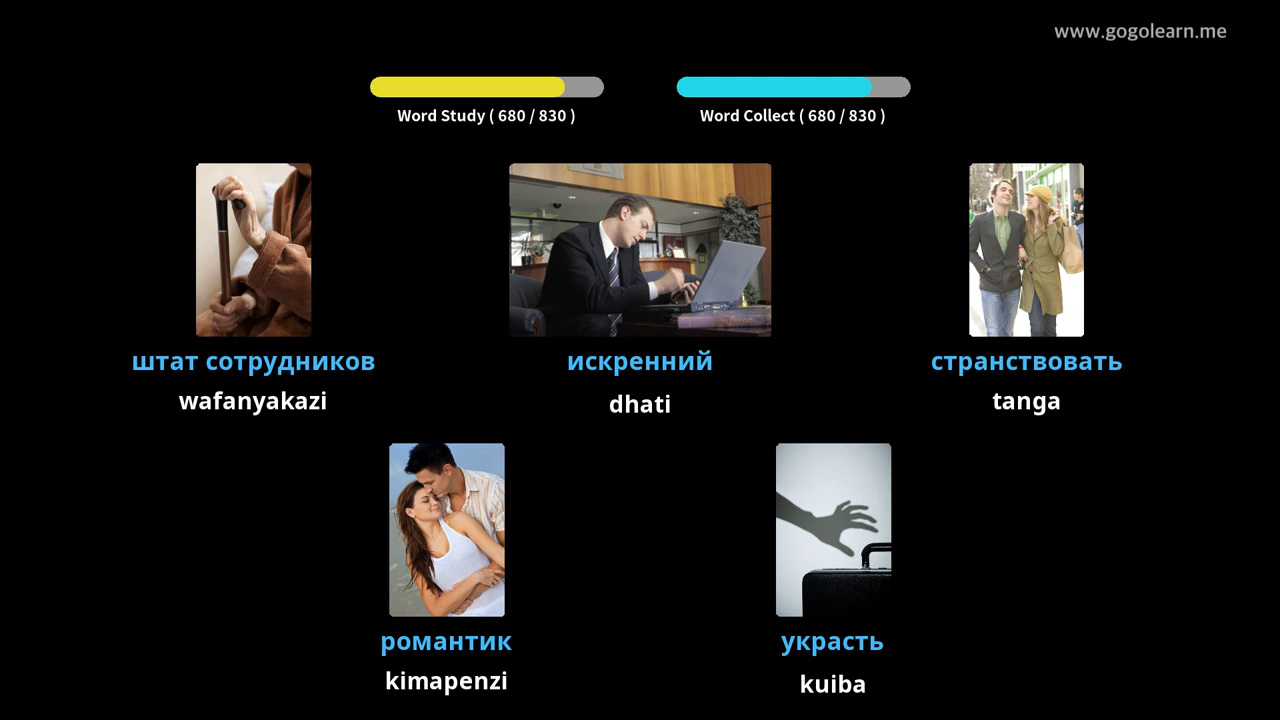 www.gogolearn.me
Word Study ( 680 / 830 )
Word Collect ( 680 / 830 )
штат сотрудников
wafanyakazi
искренний
dhati
странствовать
tanga
романтик
kimapenzi
украсть
kuiba